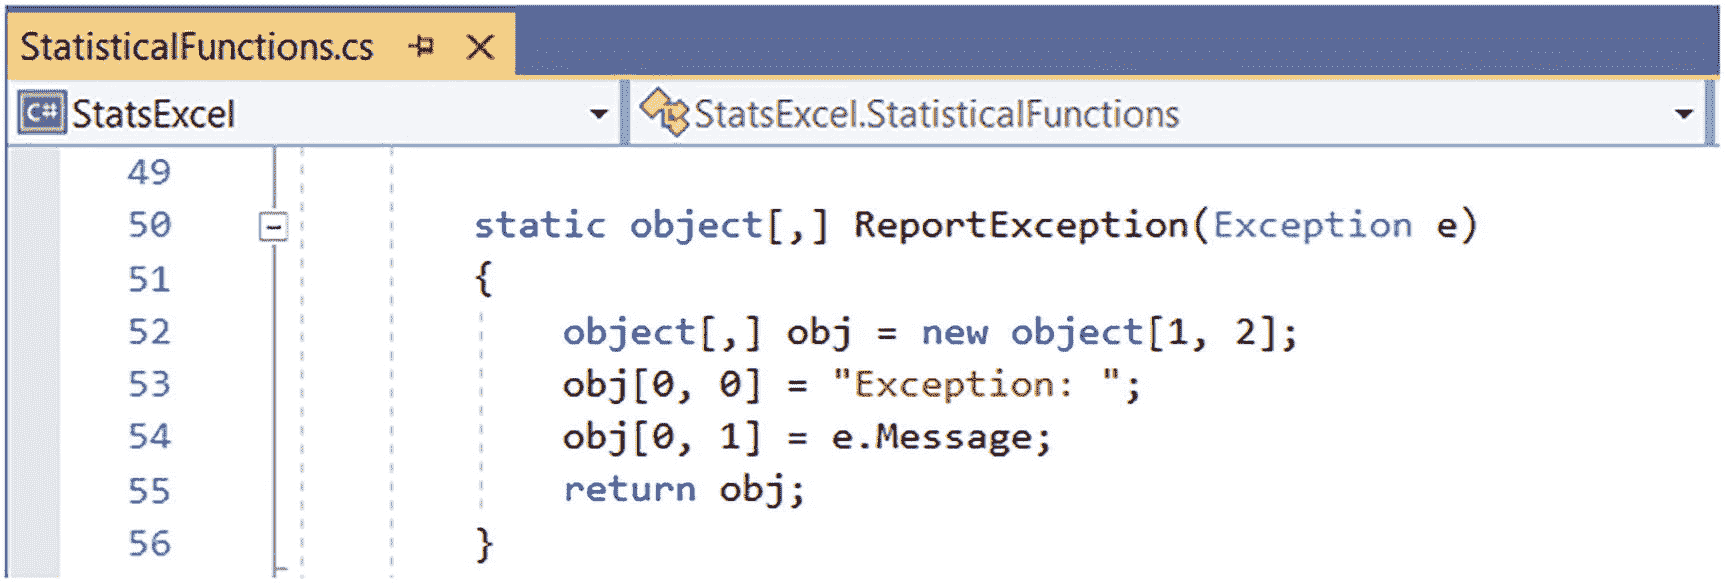 StatisticalFunctions.cs
C# StatsExcel StatsExcel.StatisticalFunctions
49
50 static object[,] ReportException(Exception e)
51 {
52 object[,] obj = new object[1, 2];
53 obj[0, 0] = "Exception: ";
54 obj[0, 1] = e.Message;
55 return obj;
56 }